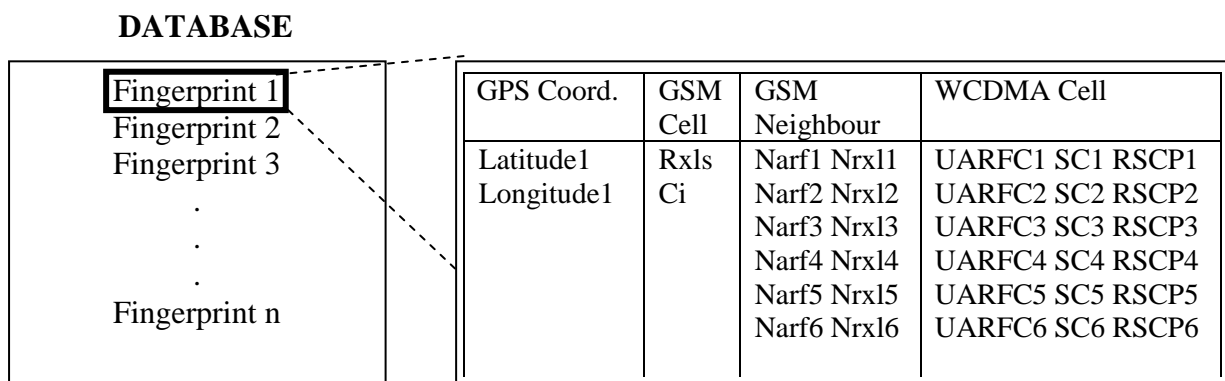 DATABASE
Fingerprint 1
Fingerprint 2
Fingerprint 3
.
.
.
Fingerprint n
GPS Coord. GSM Cell GSM Neighbour WCDMA Cell
Latitude1 Rxls Narf1 Nrxl1 UARFC1 SC1 RSCP1
Longitude1 Ci Narf2 Nrxl2 UARFC2 SC2 RSCP2
Narf3 Nrxl3 UARFC3 SC3 RSCP3
Narf4 Nrxl4 UARFC4 SC4 RSCP4
Narf5 Nrxl5 UARFC5 SC5 RSCP5
Narf6 Nrxl6 UARFC6 SC6 RSCP6